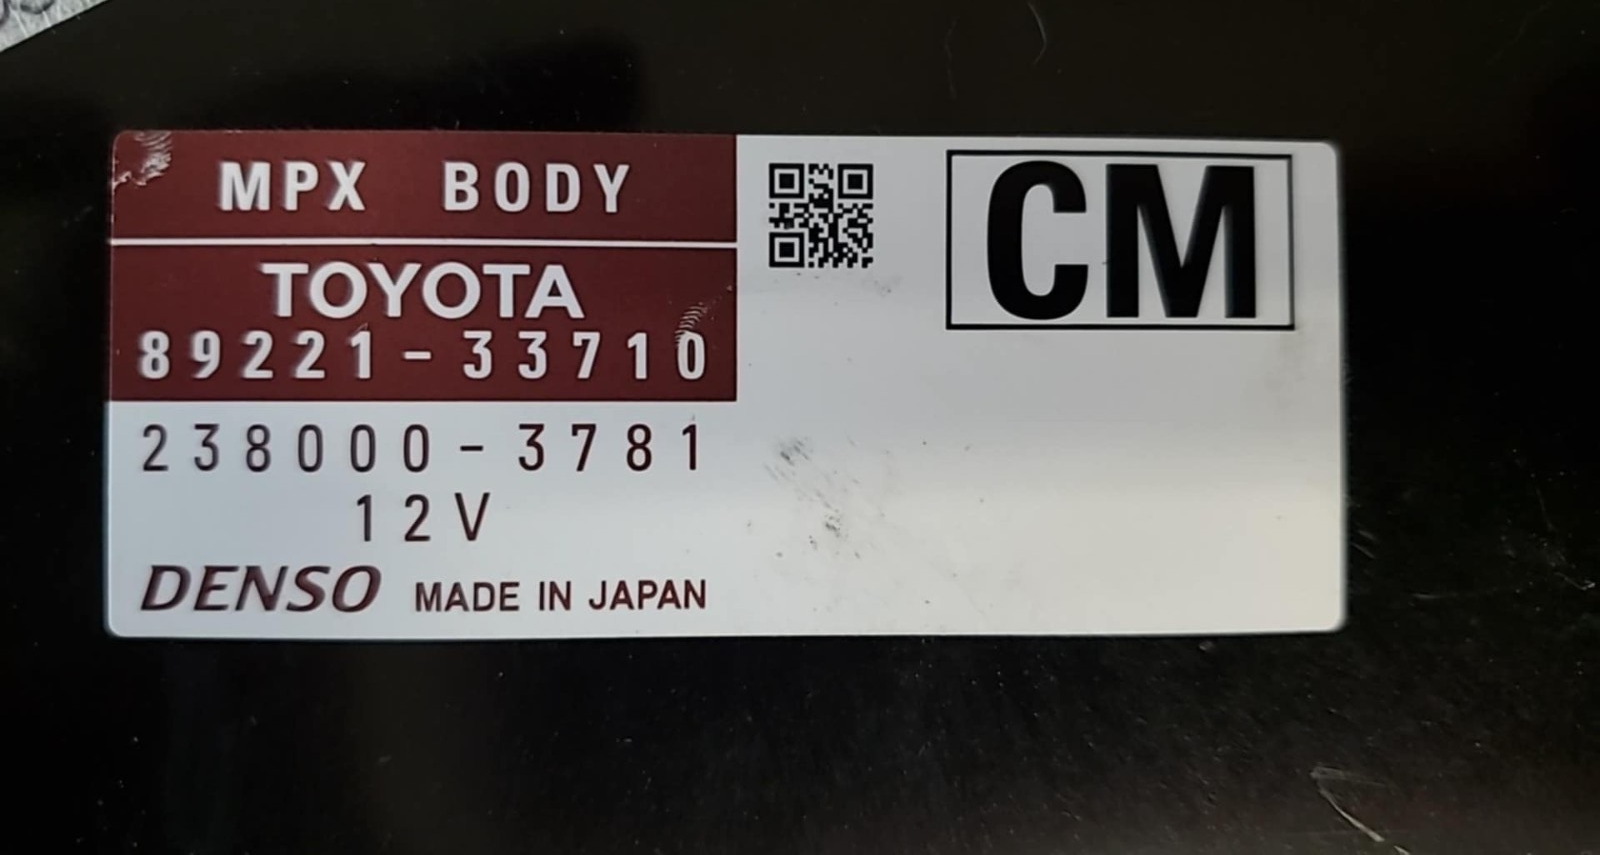 MPX BODY
TOYOTA
89221-33710
238000-3781
12V
DENSO MADE IN JAPAN
CM